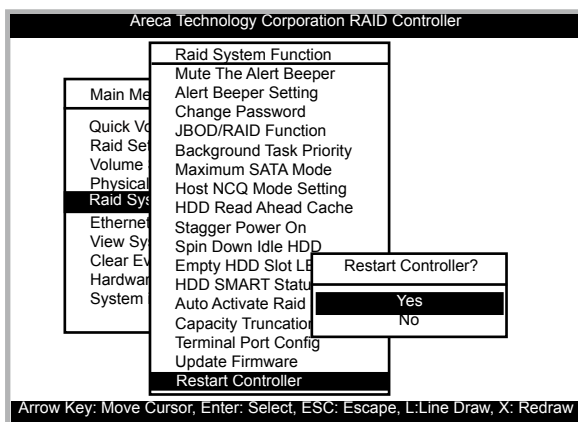 Areca Technology Corporation RAID Controller
Main Me
Quick Vo
Raid Set
Volume
Physical
Raid Sys
Ethernet
View Sy
Clear Ev
Hardwar
System
Raid System Function
Mute The Alert Beeper
Alert Beeper Setting
Change Password
JBOD/RAID Function
Background Task Priority
Maximum SATA Mode
Host NCQ Mode Setting
HDD Read Ahead Cache
Stagger Power On
Spin Down Idle HDD
Empty HDD Slot LE
HDD SMART Statu
Auto Activate Raid
Capacity Truncation
Terminal Port Config
Update Firmware
Restart Controller
Restart Controller?
Yes
No
Arrow Key: Move Cursor, Enter: Select, ESC: Escape, L:Line Draw, X: Redraw